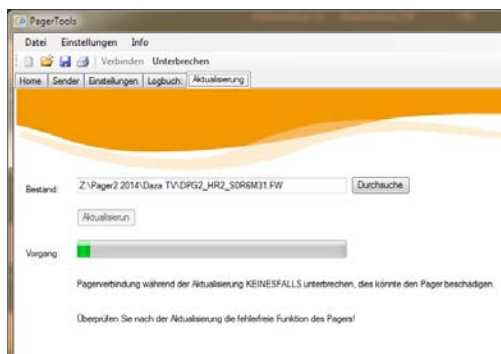 PagerTools
Datei Einstellungen Info
Verbinden Unterbrechen
Home Sender Einstellungen Logbuch: Aktualisierung
Bestand: Z:\Pager2 2014\Daza TV\DPG2_HR2_S0R6M31.FW Durchsuche
Aktualisierun
Vorgang:
Pagerverbindung während der Aktualisierung KEINESFALLS unterbrechen, dies könnte den Pager beschädigen.
Überprüfen Sie nach der Aktualisierung die fehlerfreie Funktion des Pagers!